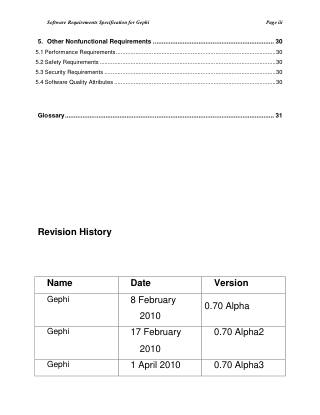 Software Requirements Specification for Gephi Page iii
5. Other Nonfunctional Requirements ................................................................ 30
5.1 Performance Requirements................................................................................ 30
5.2 Safety Requirements ........................................................................................ 30
5.3 Security Requirements ...................................................................................... 30
5.4 Software Quality Attributes ................................................................................ 30
Glossary............................................................................................................ 31
Revision History
Name Date Version
Gephi 8 February 2010 0.70 Alpha
Gephi 17 February 2010 0.70 Alpha2
Gephi 1 April 2010 0.70 Alpha3